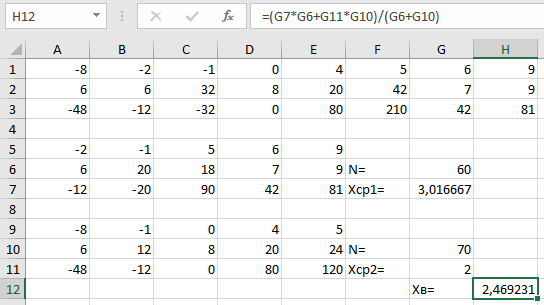 H12 =(G7*G6+G11*G10)/(G6+G10)
A B C D E F G H
1 -8 -2 -1 0 4 5 6 9
2 6 6 32 8 20 42 7 9
3 -48 -12 -32 0 80 210 42 81
4
5 -2 -1 5 6 9
6 6 20 18 7 9 N= 60
7 -12 -20 90 42 81 Xcp1= 3,016667
8
9 -8 -1 0 4 5
10 6 12 8 20 24 N= 70
11 -48 -12 0 80 120 Xcp2= 2
12 Xв= 2,469231